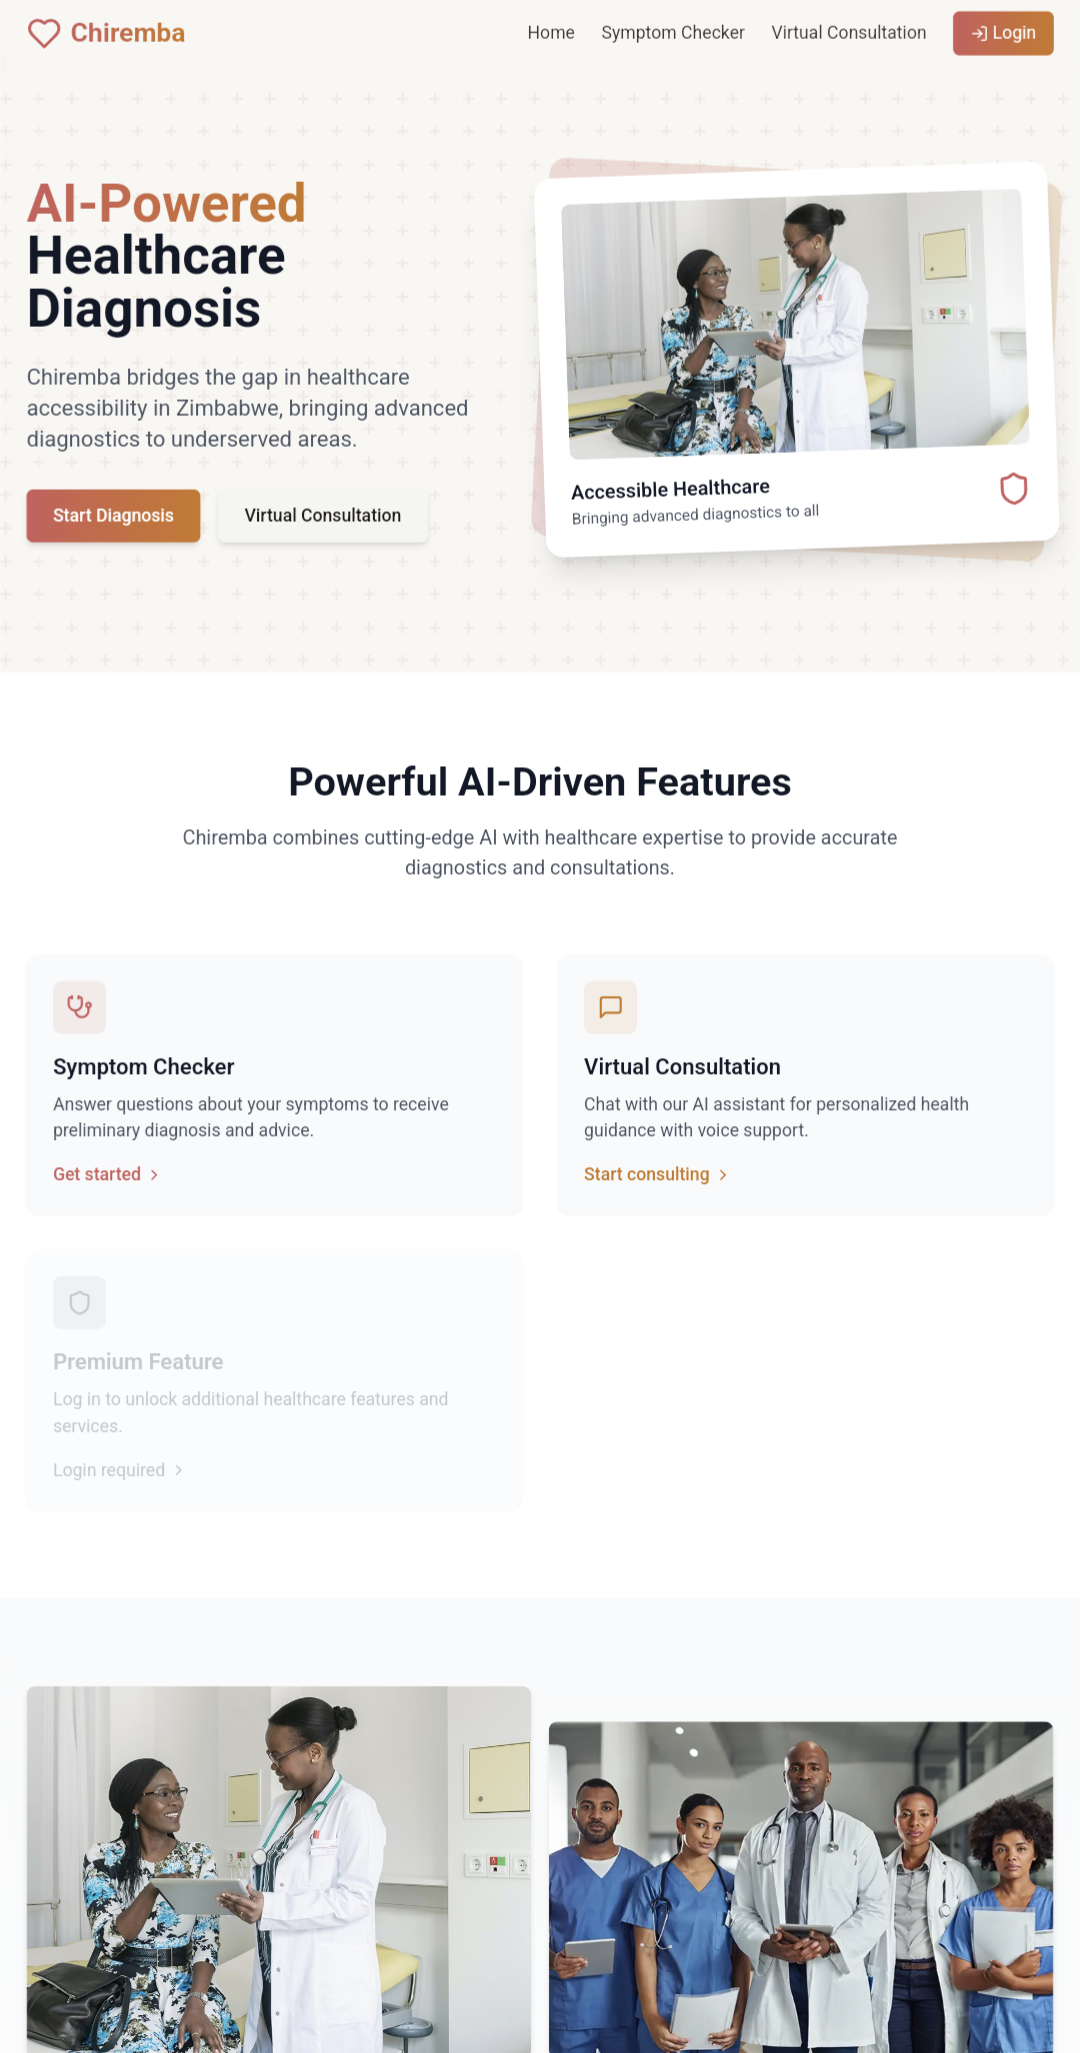 Chiremba
Home
Symptom Checker
Virtual Consultation
Login
AI-Powered
Healthcare
Diagnosis
Chiremba bridges the gap in healthcare
accessibility in Zimbabwe, bringing advanced
diagnostics to underserved areas.
Start Diagnosis
Virtual Consultation
Accessible Healthcare
Bringing advanced diagnostics to all
Powerful AI-Driven Features
Chiremba combines cutting-edge AI with healthcare expertise to provide accurate
diagnostics and consultations.
Symptom Checker
Answer questions about your symptoms to receive
preliminary diagnosis and advice.
Get started
Virtual Consultation
Chat with our AI assistant for personalized health
guidance with voice support.
Start consulting
Premium Feature
Log in to unlock additional healthcare features and
services.
Login required